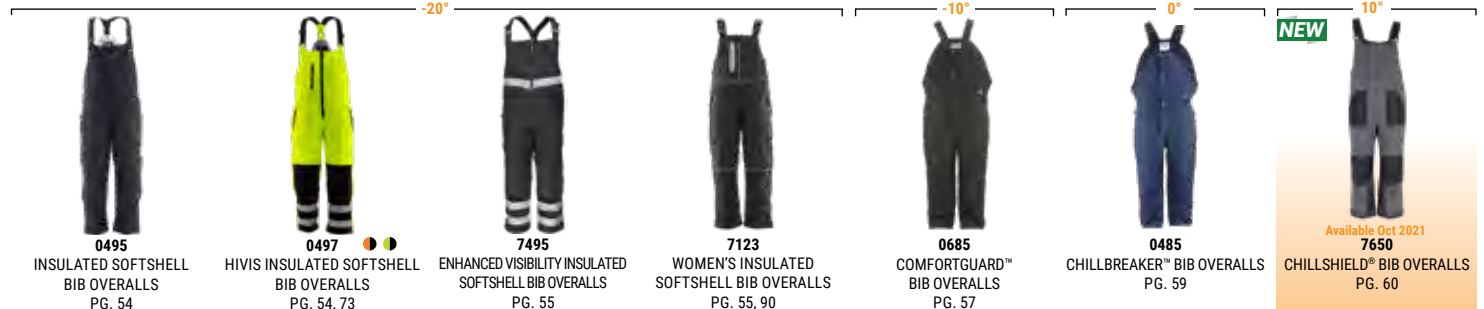 -20°
-10°
0°
10°
NEW
0495
INSULATED SOFTSHELL
BIB OVERALLS
PG. 54
0497
HIVIS INSULATED SOFTSHELL
BIB OVERALLS
PG. 54, 73
7495
ENHANCED VISIBILITY INSULATED
SOFTSHELL BIB OVERALLS
PG. 55
7123
WOMEN'S INSULATED
SOFTSHELL BIB OVERALLS
PG. 55, 90
0685
COMFORTGUARD™
BIB OVERALLS
PG. 57
0485
CHILLBREAKER™ BIB OVERALLS
PG. 59
Available Oct 2021
7650
CHILLSHIELD® BIB OVERALLS
PG. 60